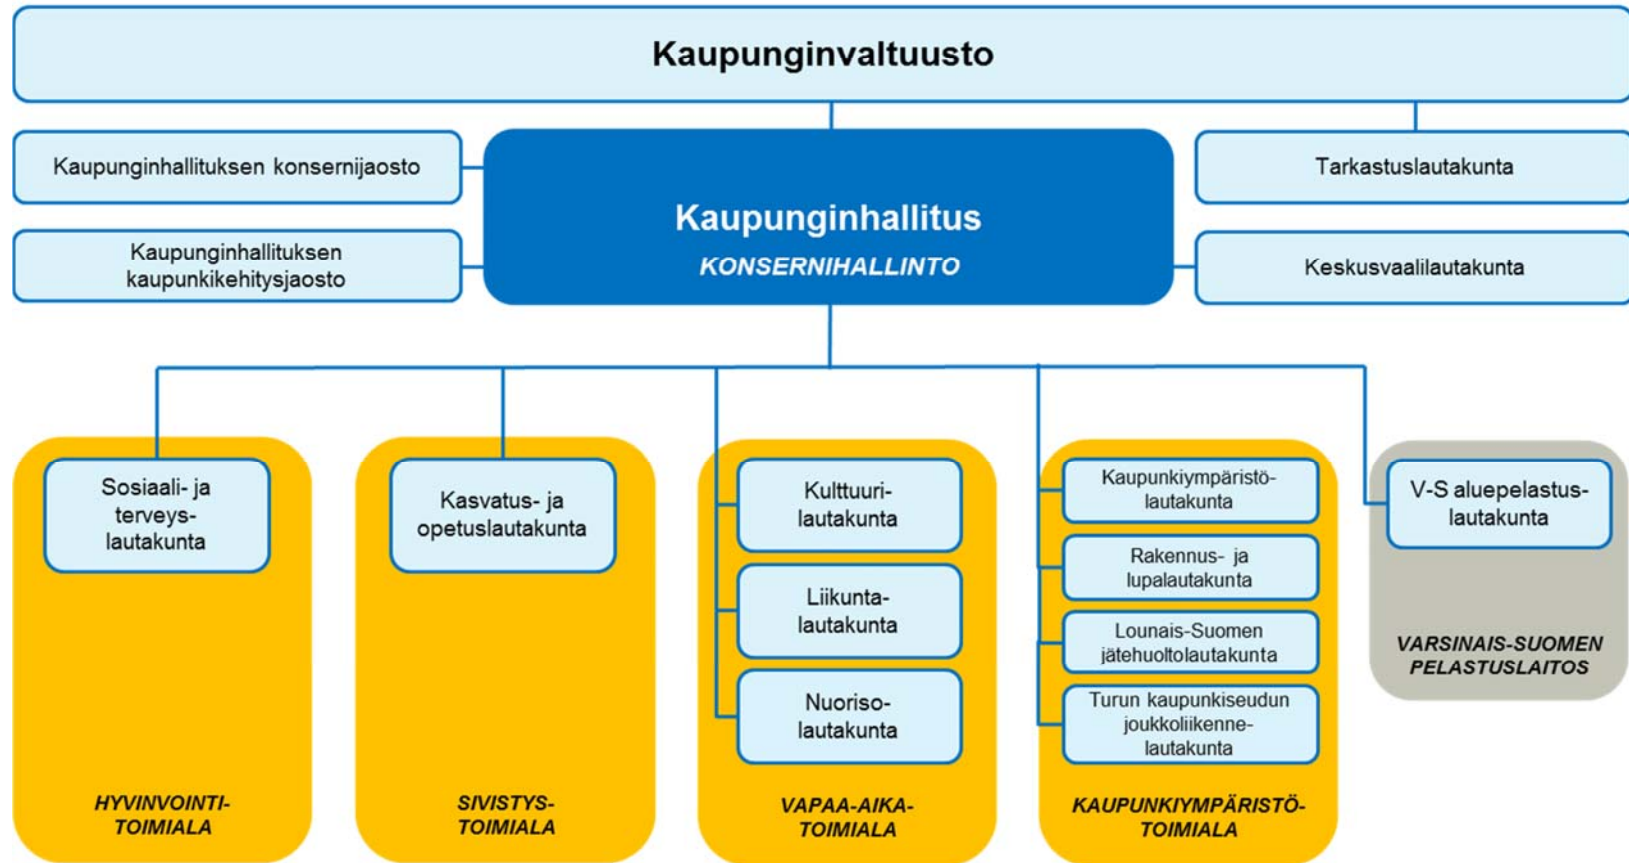 Kaupunginvaltuusto
Kaupunginhallituksen konsernijaosto
Kaupunginhallituksen
kaupunkikehitysjaosto
Kaupunginhallitus
KONSERNIHALLINTO
Tarkastuslautakunta
Keskusvaalilautakunta
Sosiaali- ja
terveys-
lautakunta
HYVINVOINTI-
TOIMIALA
Kasvatus- ja
opetuslautakunta
SIVISTYS-
TOIMIALA
Kulttuuri-
lautakunta
Liikunta-
lautakunta
Nuoriso-
lautakunta
VAPAA-AIKA-
TOIMIALA
Kaupunkiympäristö-
lautakunta
Rakennus- ja
lupalautakunta
Lounais-Suomen
jätehuoltolautakunta
Turun kaupunkiseudun
joukkoliikenne-
lautakunta
KAUPUNKIYMPÄRISTÖ-
TOIMIALA
V-S aluepelastus-
lautakunta
VARSINAIS-SUOMEN
PELASTUSLAITOS